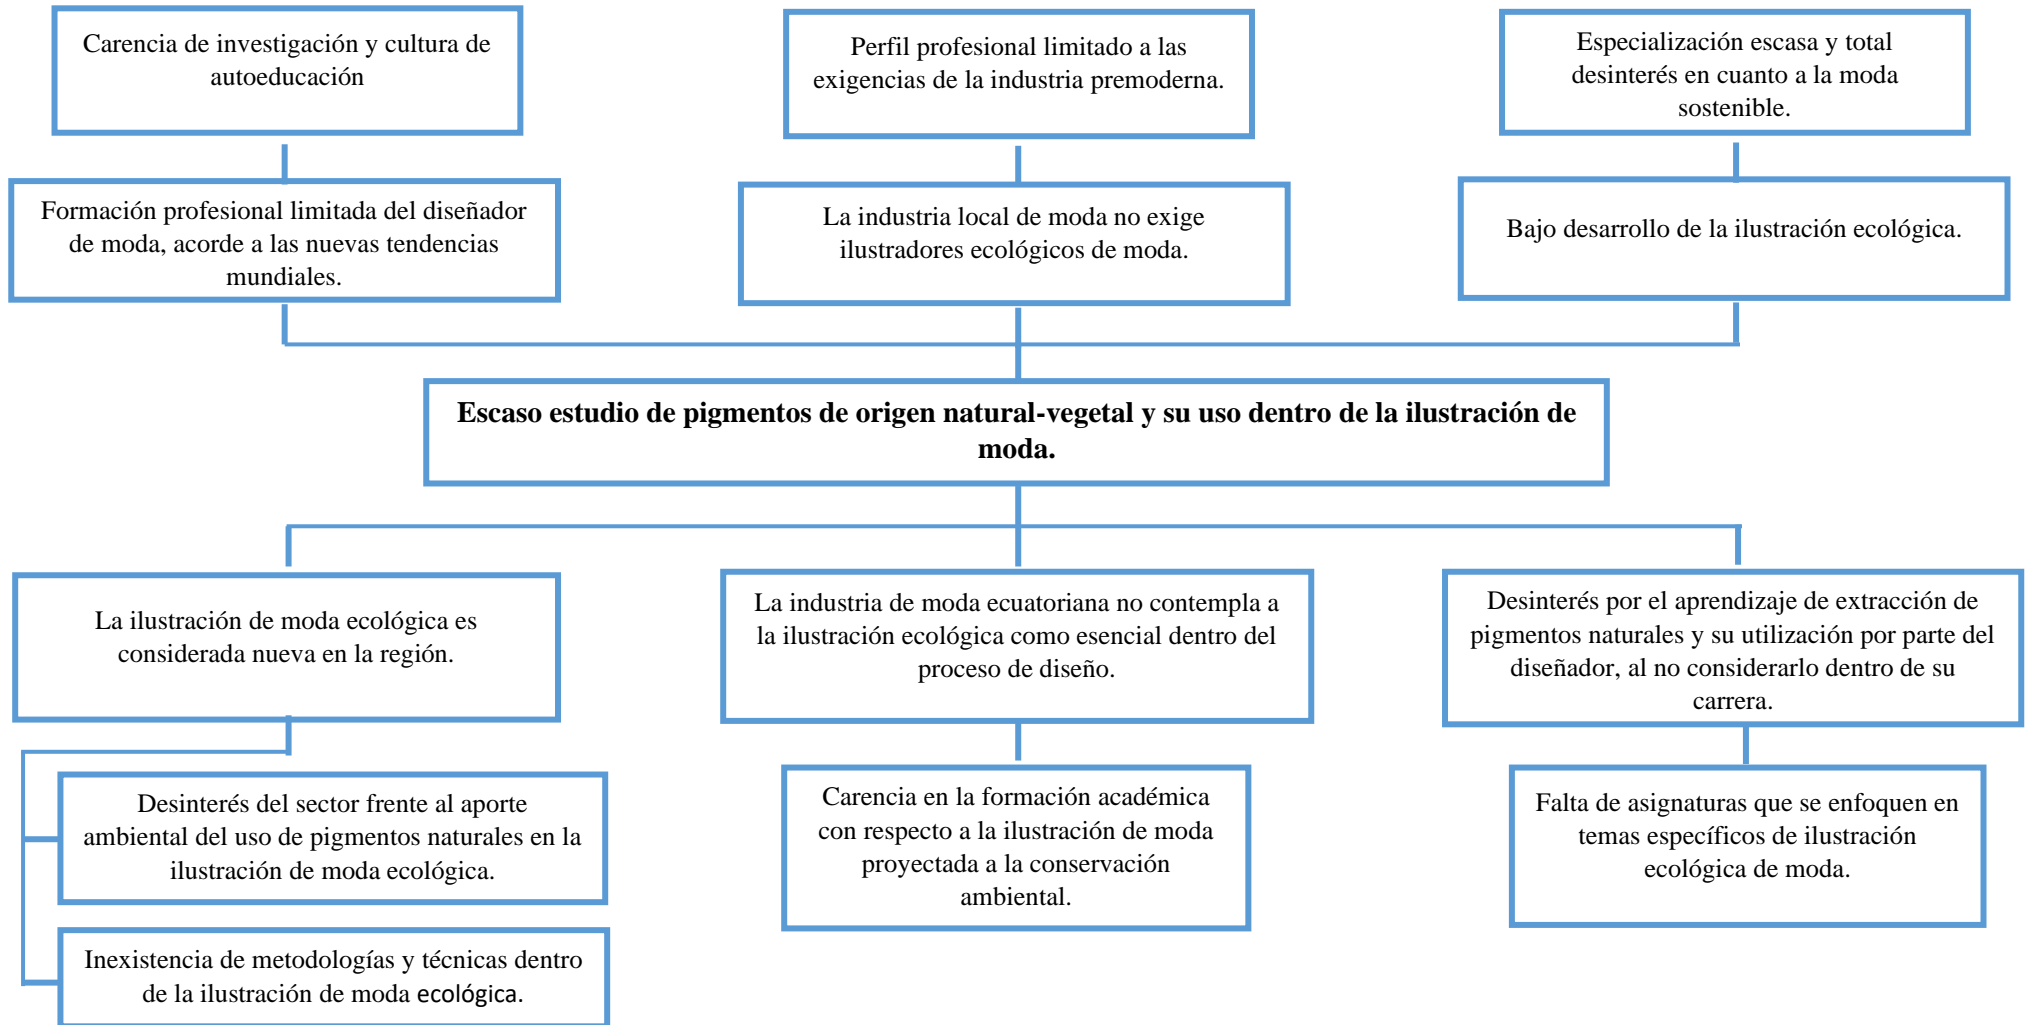 Carencia de investigación y cultura de
autoeducación
Perfil profesional limitado a las
exigencias de la industria premoderna.
Especialización escasa y total
desinterés en cuanto a la moda
sostenible.
Formación profesional limitada del diseñador
de moda, acorde a las nuevas tendencias
mundiales.
La industria local de moda no exige
ilustradores ecológicos de moda.
Bajo desarrollo de la ilustración ecológica.
Escaso estudio de pigmentos de origen natural-vegetal y su uso dentro de la ilustración de
moda.
La ilustración de moda ecológica es
considerada nueva en la región.
La industria de moda ecuatoriana no contempla a
la ilustración ecológica como esencial dentro del
proceso de diseño.
Desinterés por el aprendizaje de extracción de
pigmentos naturales y su utilización por parte del
diseñador, al no considerarlo dentro de su
carrera.
Desinterés del sector frente al aporte
ambiental del uso de pigmentos naturales en la
ilustración de moda ecológica.
Carencia en la formación académica
con respecto a la ilustración de moda
proyectada a la conservación
ambiental.
Falta de asignaturas que se enfoquen en
temas específicos de ilustración
ecológica de moda.
Inexistencia de metodologías y técnicas dentro
de la ilustración de moda ecológica.